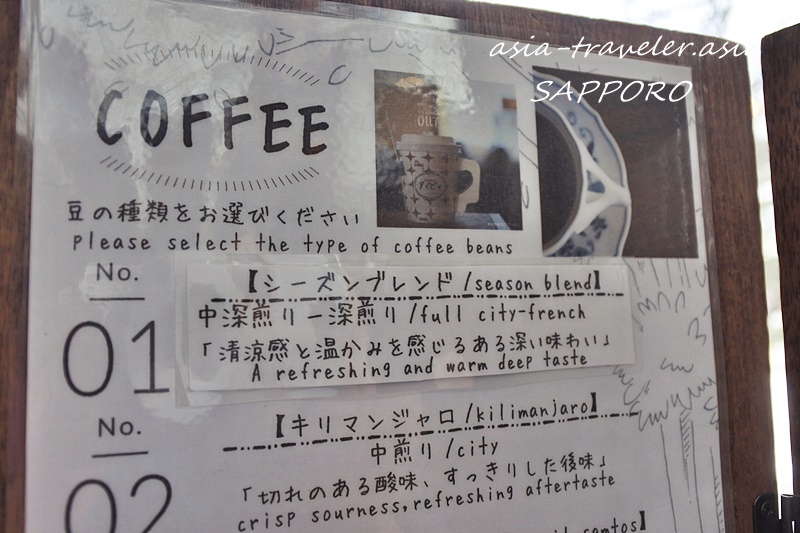 asia-traveler.asia
SAPPORO
COFFEE
豆の種類をお選びください
please select the type of coffee beans
No.
01
【シーズンブレンド/season blend】
中深煎りー深煎り/full city-french
「清涼感と温かみを感じるある深い味わい」
A refreshing and warm deep taste
No.
02
【キリマンジャロ/kilimanjaro】
中煎り/city
「切れのある酸味、すっきりした後味」
crisp sourness,refreshing aftertaste
santos】